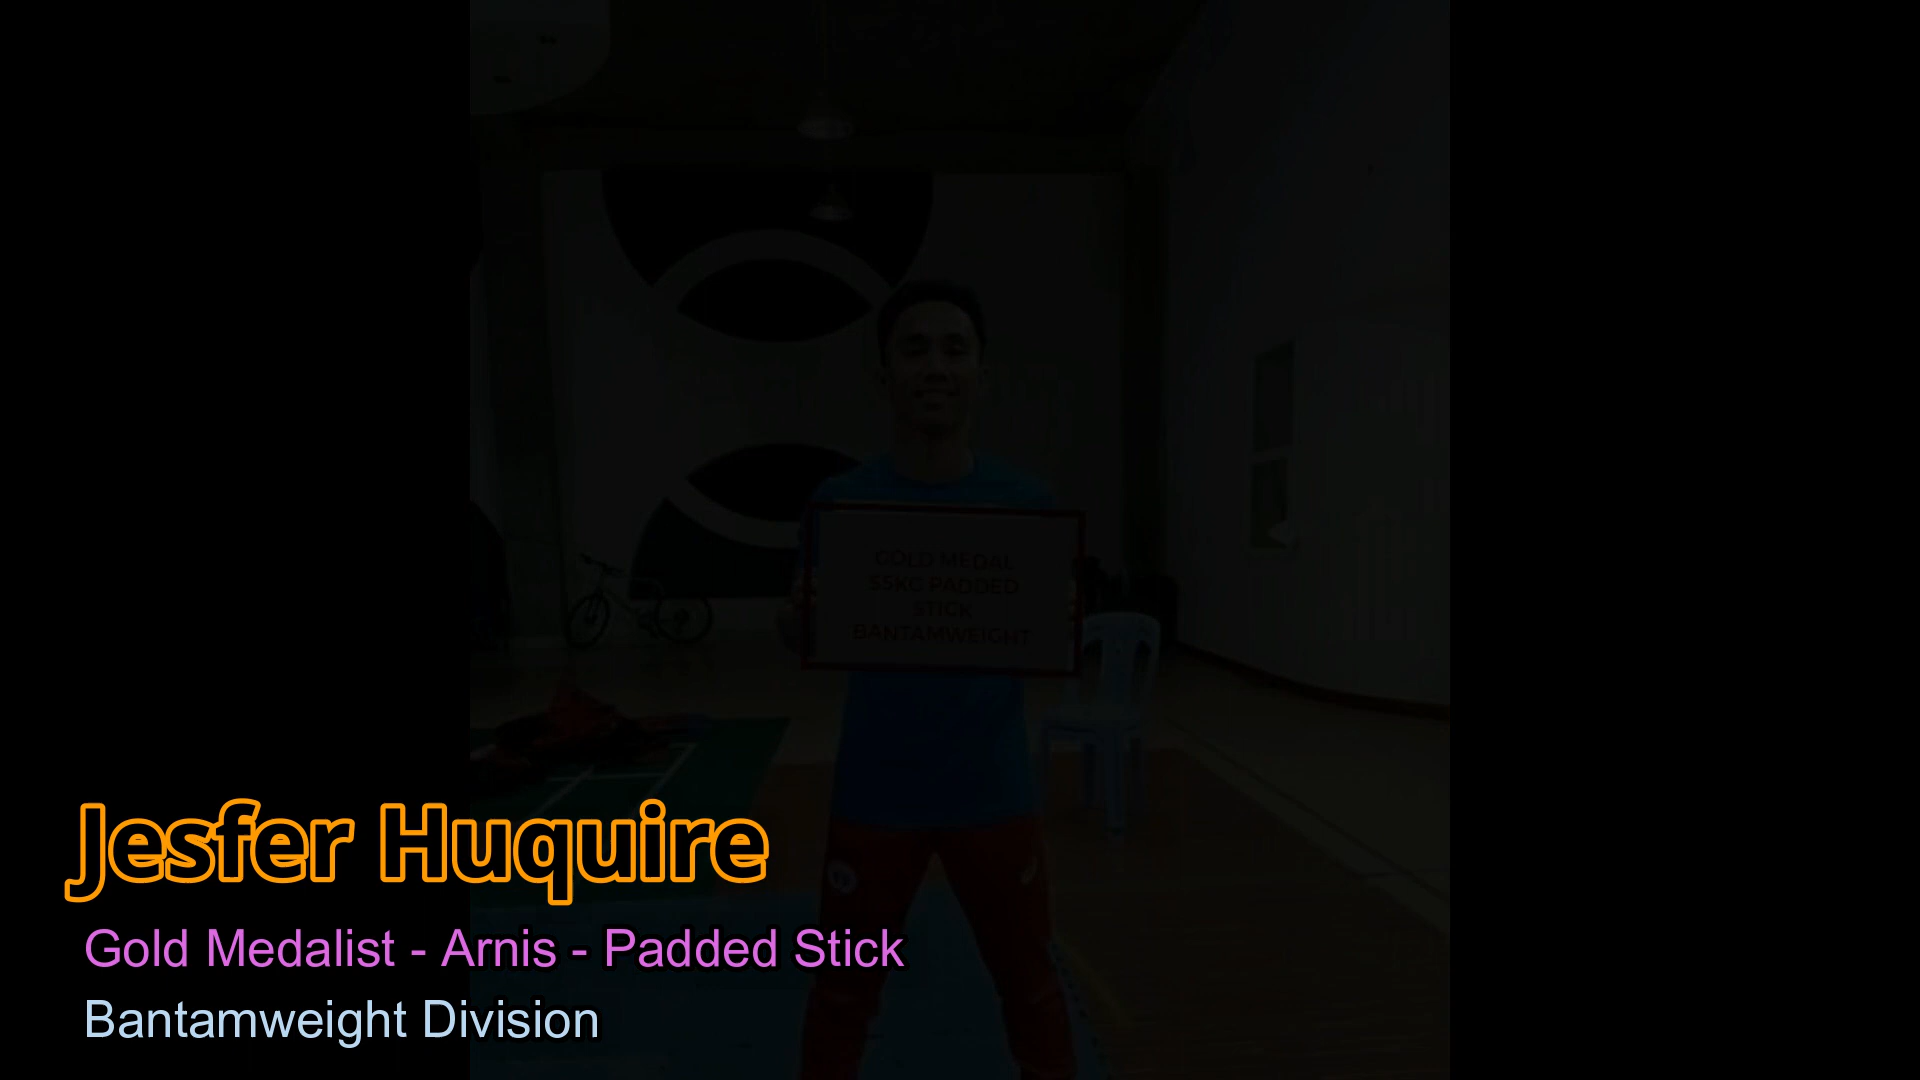 GOLD MEDAL
55KG PADDED
STICK
BANTAMWEIGHT
Jesfer Huquire
Gold Medalist - Arnis - Padded Stick
Bantamweight Division